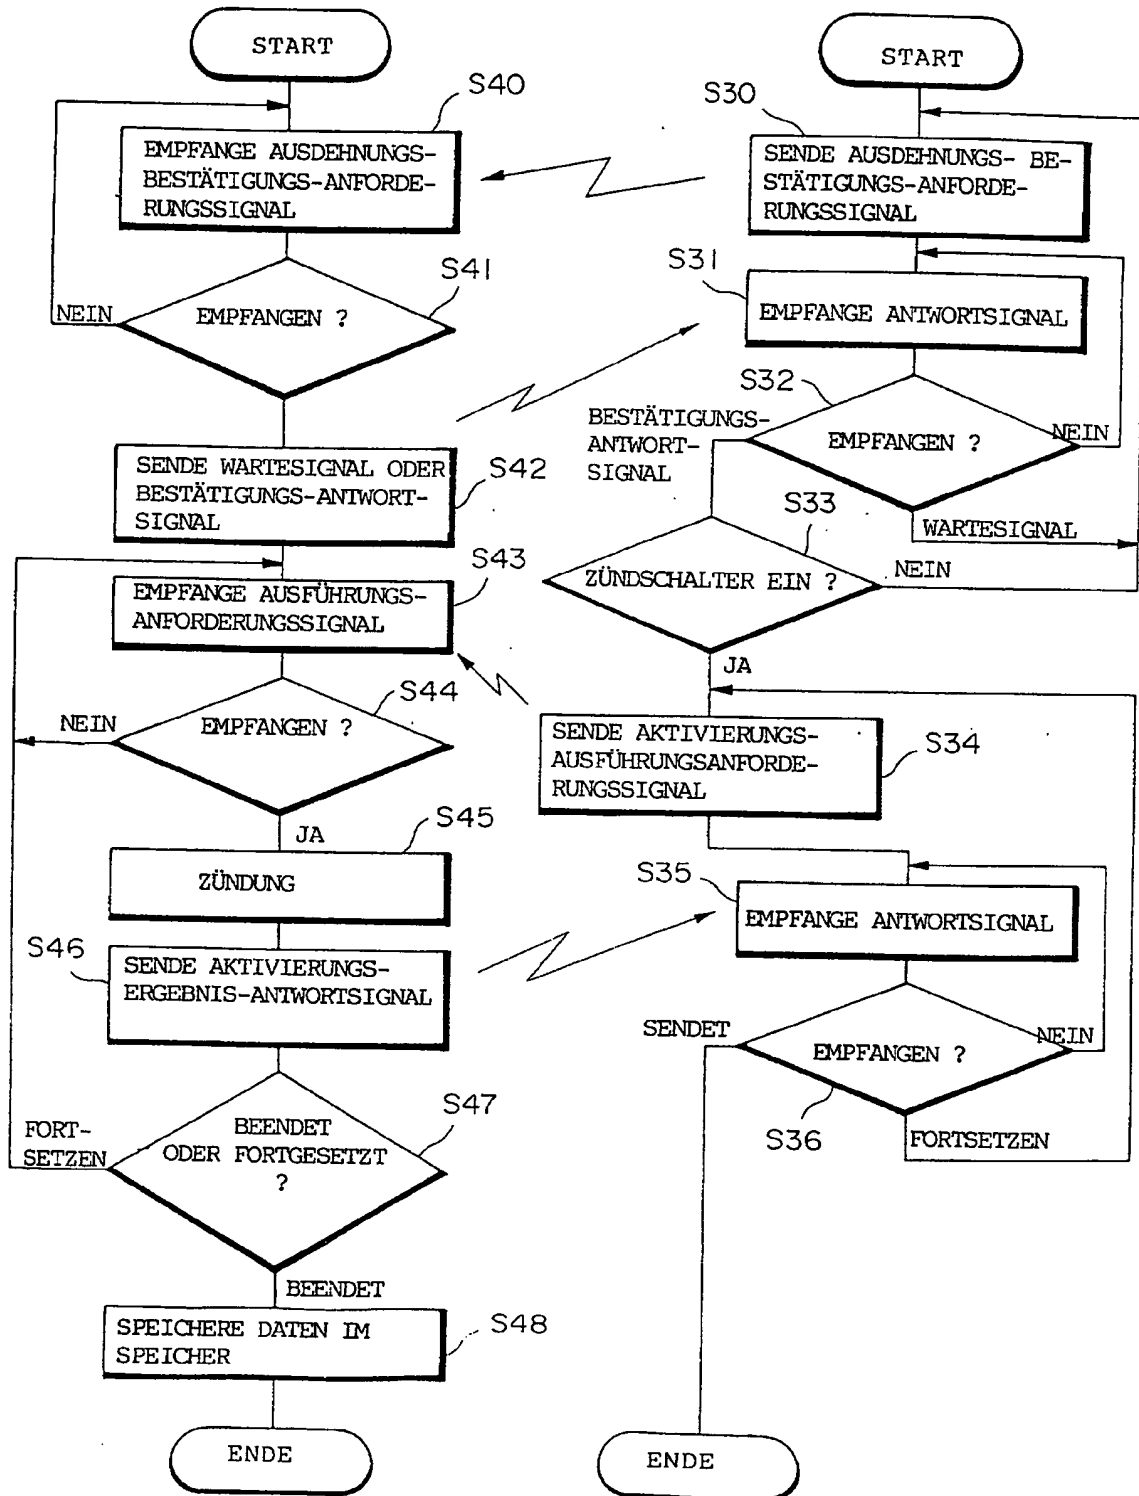 START
S40
EMPFANGE AUSDEHNUNGS-
BESTÄTIGUNGS-ANFORDE-
RUNGSSIGNAL
S41
NEIN
EMPFANGEN ?
SENDE WARTESIGNAL ODER
BESTÄTIGUNGS-ANTWORT-
SIGNAL
S42
S43
EMPFANGE AUSFÜHRUNGS-
ANFORDERUNGSSIGNAL
S44
NEIN
EMPFANGEN ?
JA
S45
ZÜNDUNG
S46
SENDE AKTIVIERUNGS-
ERGEBNIS-ANTWORTSIGNAL
S47
FORT-
SETZEN
BEENDET
ODER FORTGESETZT
?
BEENDET
SPEICHERE DATEN IM
SPEICHER
S48
ENDE
START
S30
SENDE AUSDEHNUNGS- BE-
STÄTIGUNGS-ANFORDE-
RUNGSSIGNAL
S31
EMPFANGE ANTWORTSIGNAL
S32
BESTÄTIGUNGS-
ANTWORT-
SIGNAL
EMPFANGEN ?
NEIN
WARTESIGNAL
S33
ZÜNDSCHALTER EIN ?
NEIN
JA
SENDE AKTIVIERUNGS-
AUSFÜHRUNGSANFORDE-
RUNGSSIGNAL
S34
S35
EMPFANGE ANTWORTSIGNAL
SENDET
EMPFANGEN ?
NEIN
S36
FORTSETZEN
ENDE